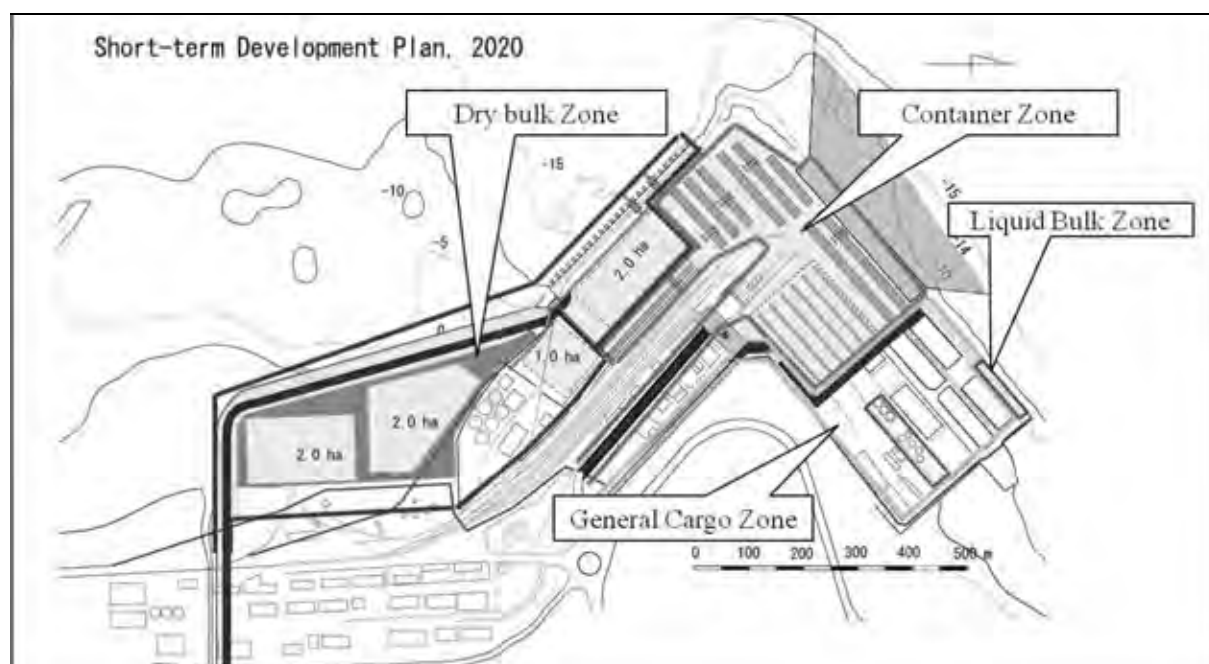 Short-term Development Plan. 2020
Dry bulk Zone
Container Zone
-15
-10
-5
-15
-14
-10
Liquid Bulk Zone
2.0 ha
0
1.0 ha
2.0 ha
2.0 ha
General Cargo Zone
0 100 200 300 400 500 m